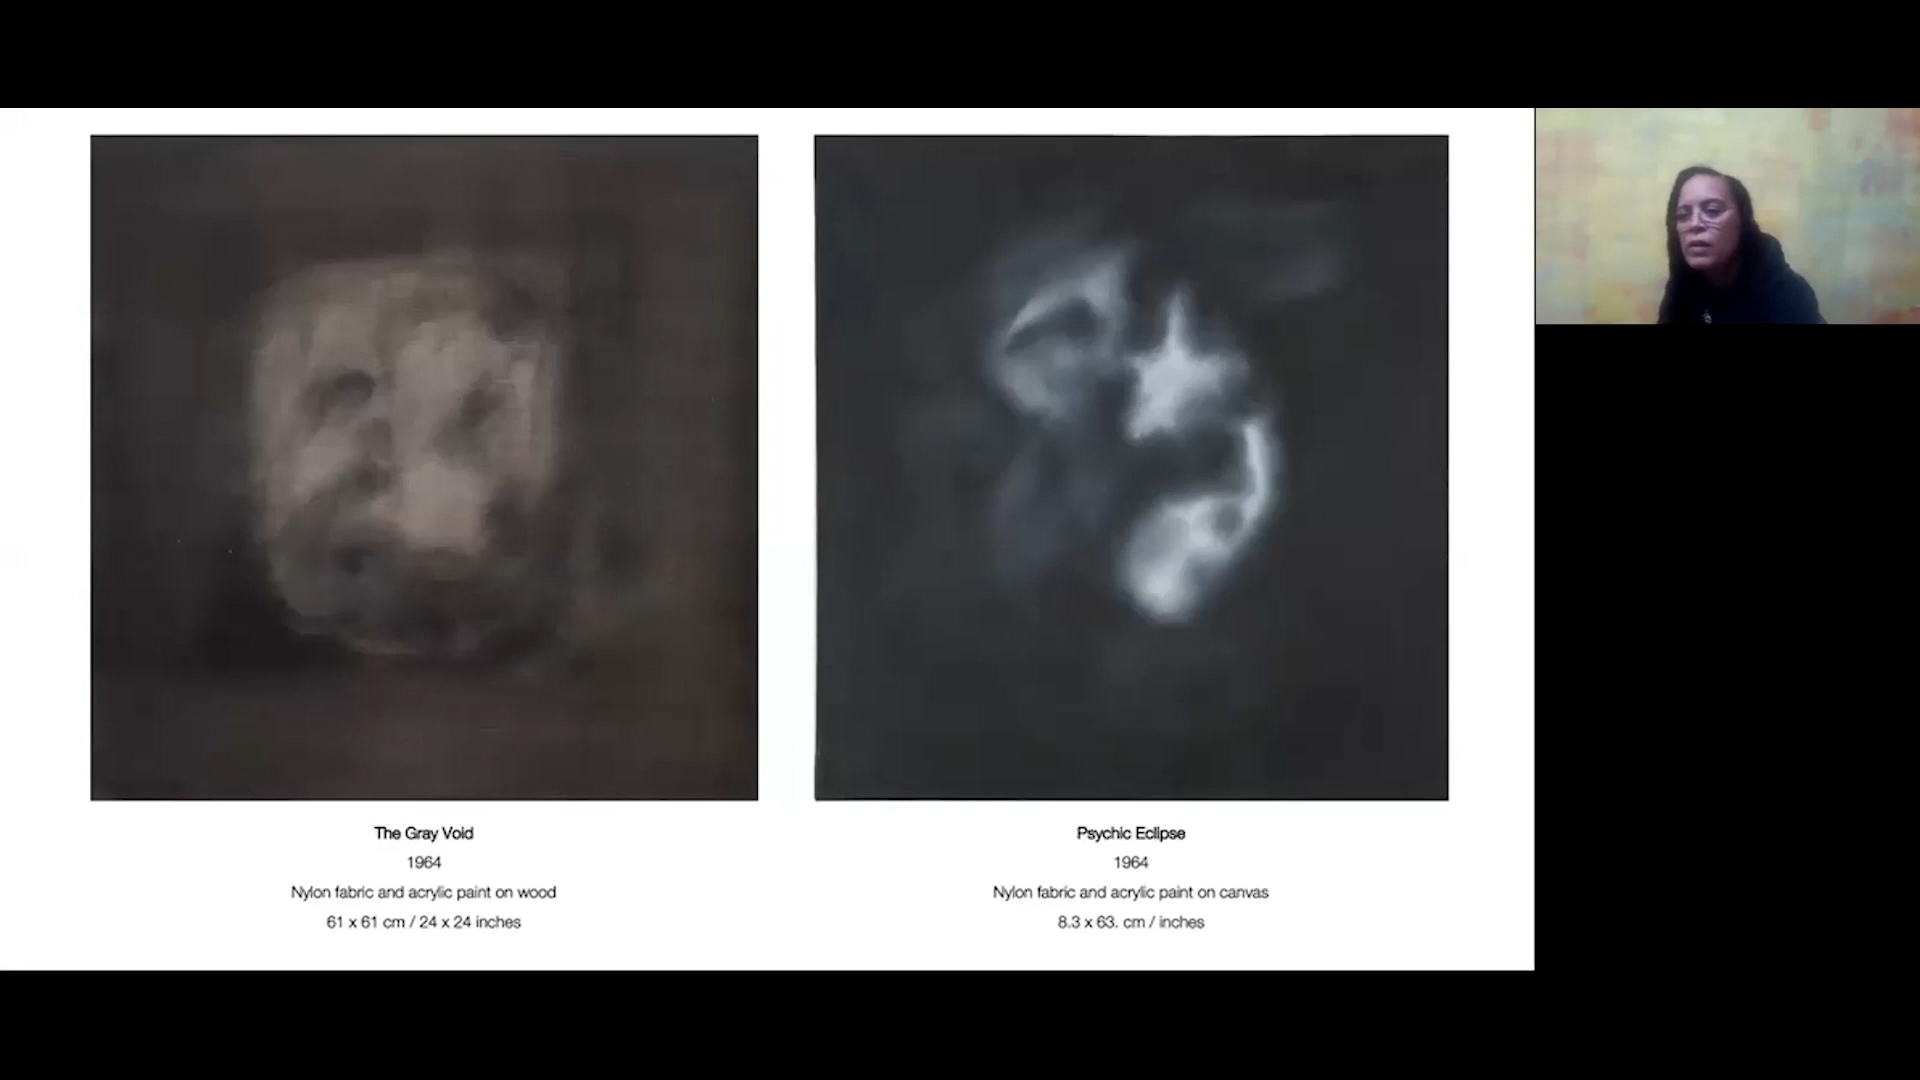 The Gray Void
1964
Nylon fabric and acrylic paint on wood
61 x 61 cm / 24 x 24 inches
Psychic Eclipse
1964
Nylon fabric and acrylic paint on canvas
8.3 x 63. cm / inches